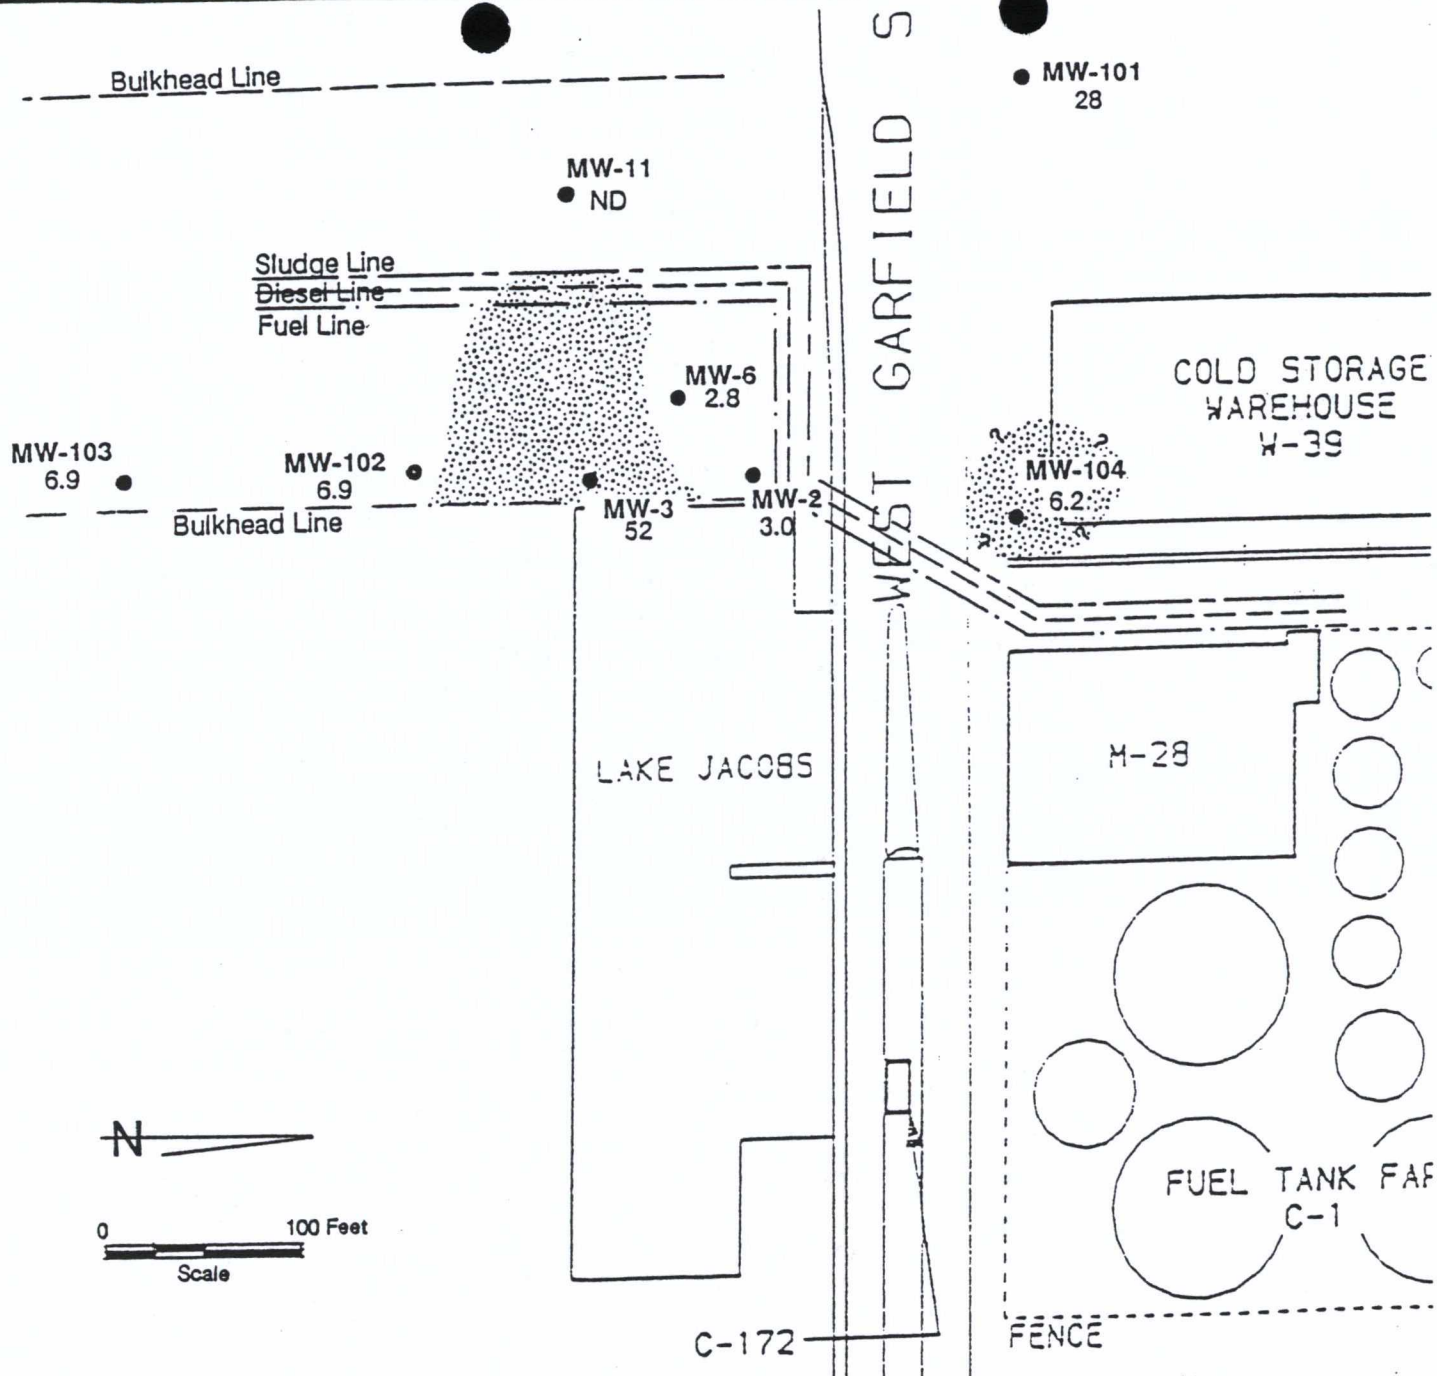 Bulkhead Line
MW-101
28
MW-11
ND
Sludge Line
Diesel Line
Fuel Line
WEST GARFIELD S
COLD STORAGE
WAREHOUSE
W-39
MW-6
2.8
MW-103
6.9
MW-102
6.9
MW-3
52
MW-2
3.0
MW-104
6.2
?
?
?
?
Bulkhead Line
LAKE JACOBS
M-28
N
0 100 Feet
Scale
FUEL TANK FAR
C-1
C-172
FENCE